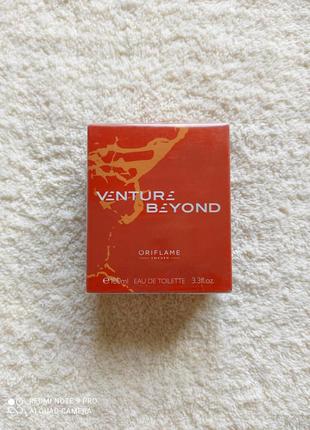 VENTURE
BEYOND
ORIFLAME
SWEDEN
℮100ml EAU DE TOILETTE 3.3fl.oz.
REDMI NOTE 9 PRO
AI QUAD CAMERA